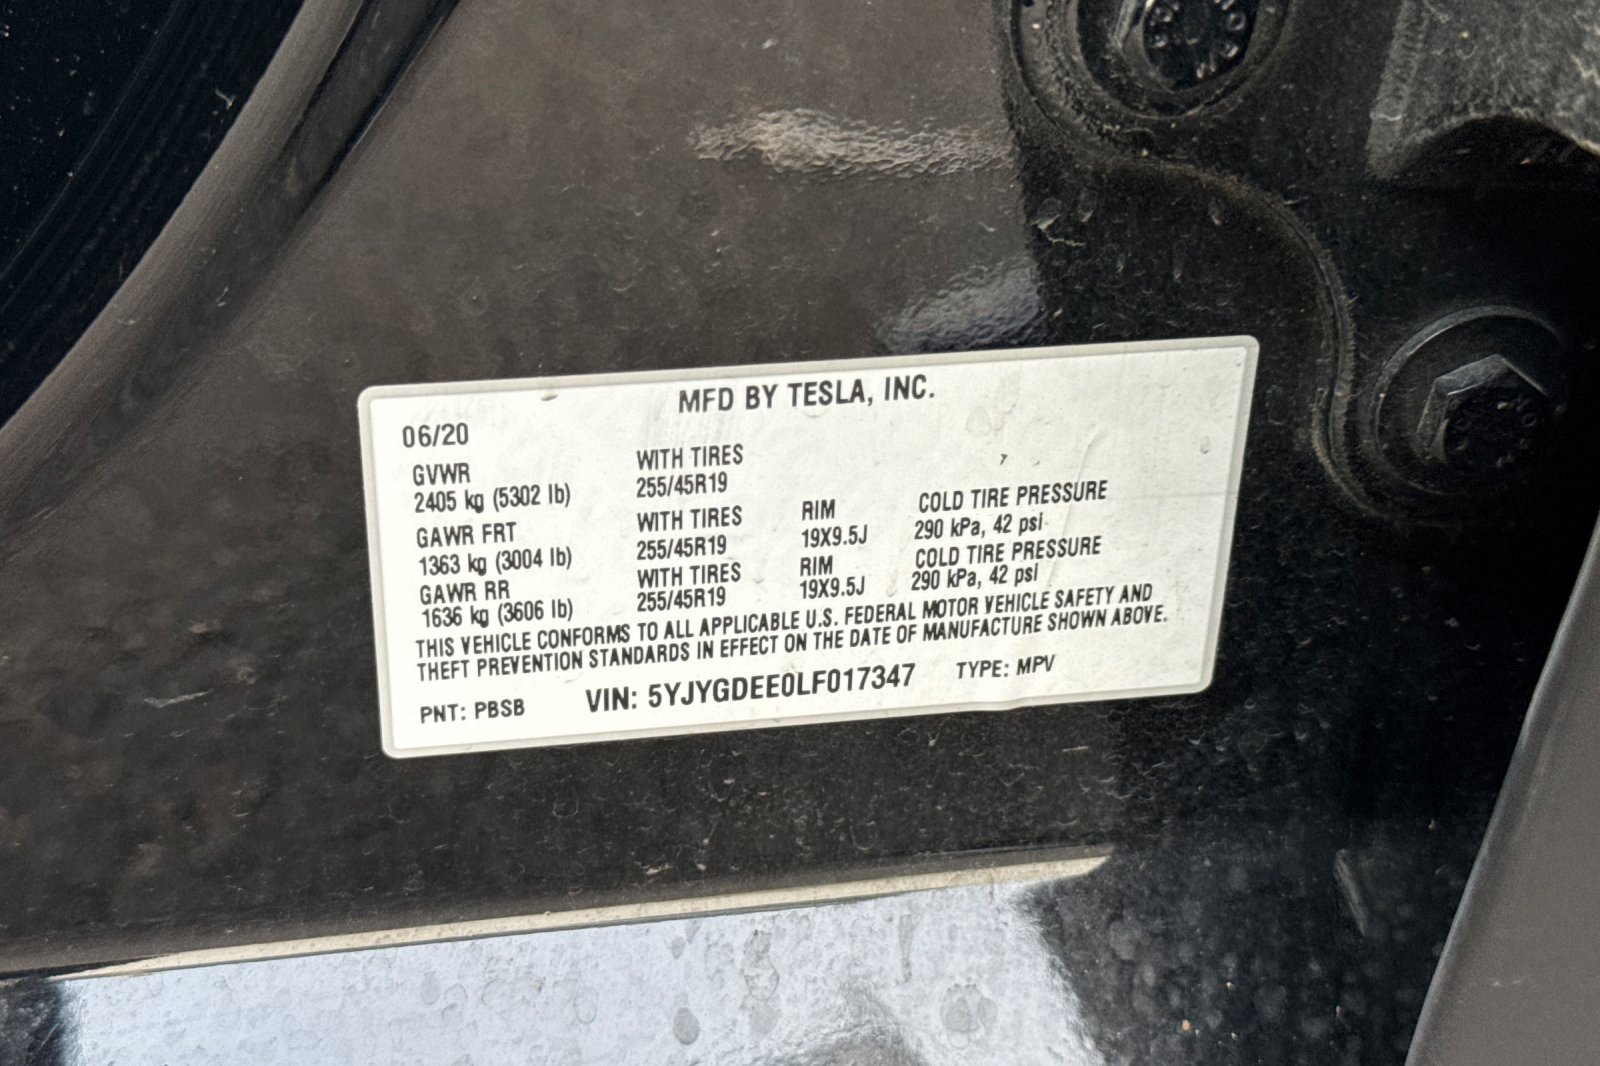 MFD BY TESLA, INC.
06/20
GVWR WITH TIRES
2405 kg (5302 lb) 255/45R19
GAWR FRT WITH TIRES RIM COLD TIRE PRESSURE
1363 kg (3004 lb) 255/45R19 19X9.5J 290 kPa, 42 psi
GAWR RR WITH TIRES RIM COLD TIRE PRESSURE
1636 kg (3606 lb) 255/45R19 19X9.5J 290 kPa, 42 psi
THIS VEHICLE CONFORMS TO ALL APPLICABLE U.S. FEDERAL MOTOR VEHICLE SAFETY AND
THEFT PREVENTION STANDARDS IN EFFECT ON THE DATE OF MANUFACTURE SHOWN ABOVE.
PNT: PBSB VIN: 5YJYGDEE0LF017347 TYPE: MPV